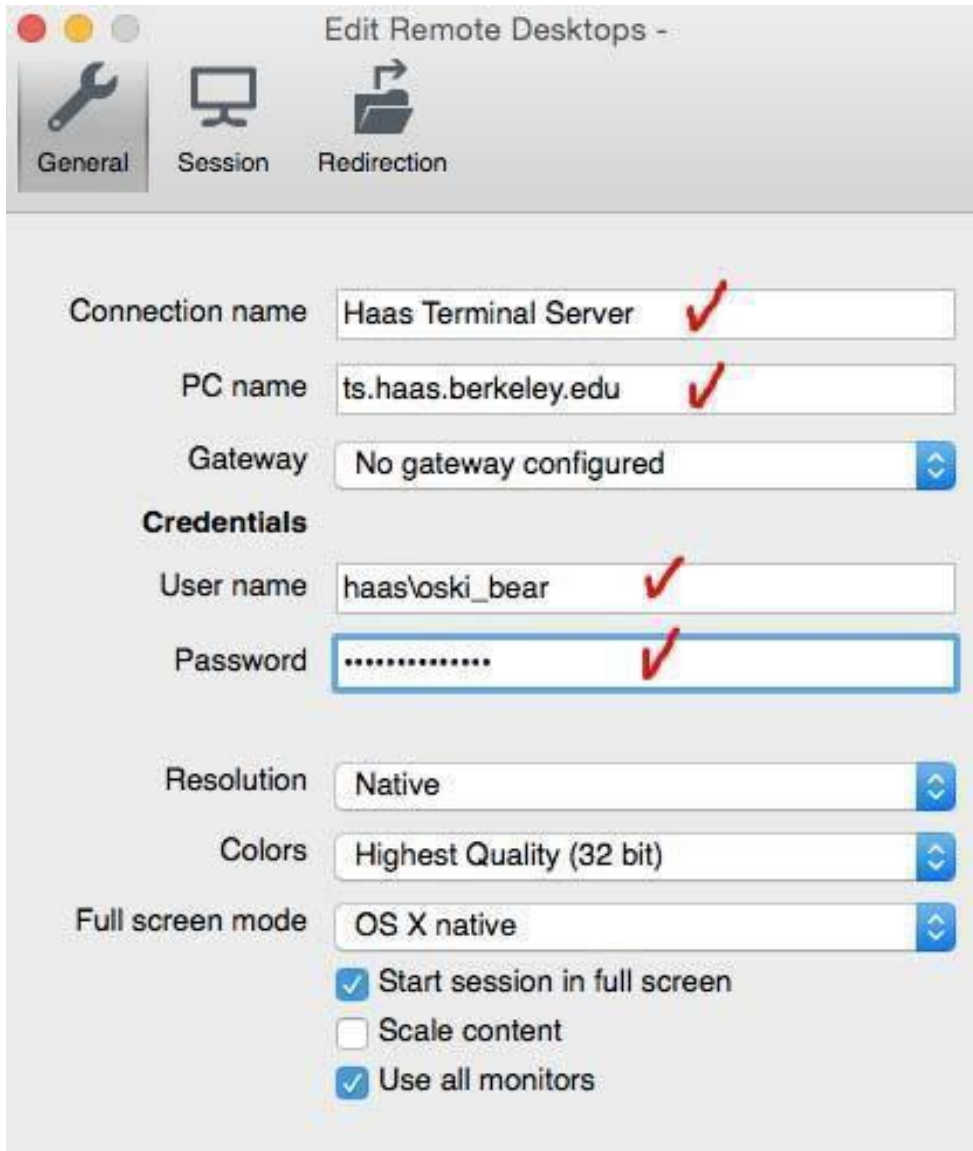 Edit Remote Desktops -
General Session Redirection
Connection name Haas Terminal Server
PC name ts.haas.berkeley.edu
Gateway No gateway configured
Credentials
User name haas\oski_bear
Password ••••••••••••••
Resolution Native
Colors Highest Quality (32 bit)
Full screen mode OS X native
Start session in full screen
Scale content
Use all monitors